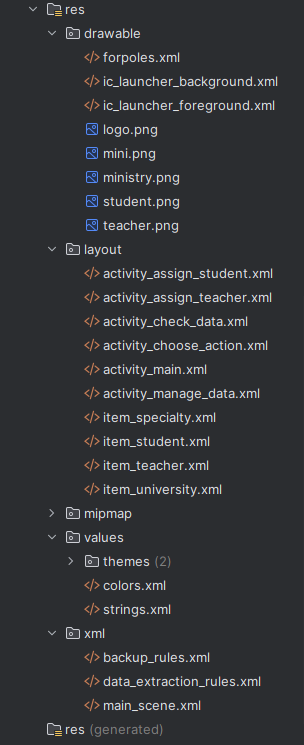 res
drawable
forpoles.xml
ic_launcher_background.xml
ic_launcher_foreground.xml
logo.png
mini.png
ministry.png
student.png
teacher.png
layout
activity_assign_student.xml
activity_assign_teacher.xml
activity_check_data.xml
activity_choose_action.xml
activity_main.xml
activity_manage_data.xml
item_specialty.xml
item_student.xml
item_teacher.xml
item_university.xml
mipmap
values
themes (2)
colors.xml
strings.xml
xml
backup_rules.xml
data_extraction_rules.xml
main_scene.xml
res (generated)